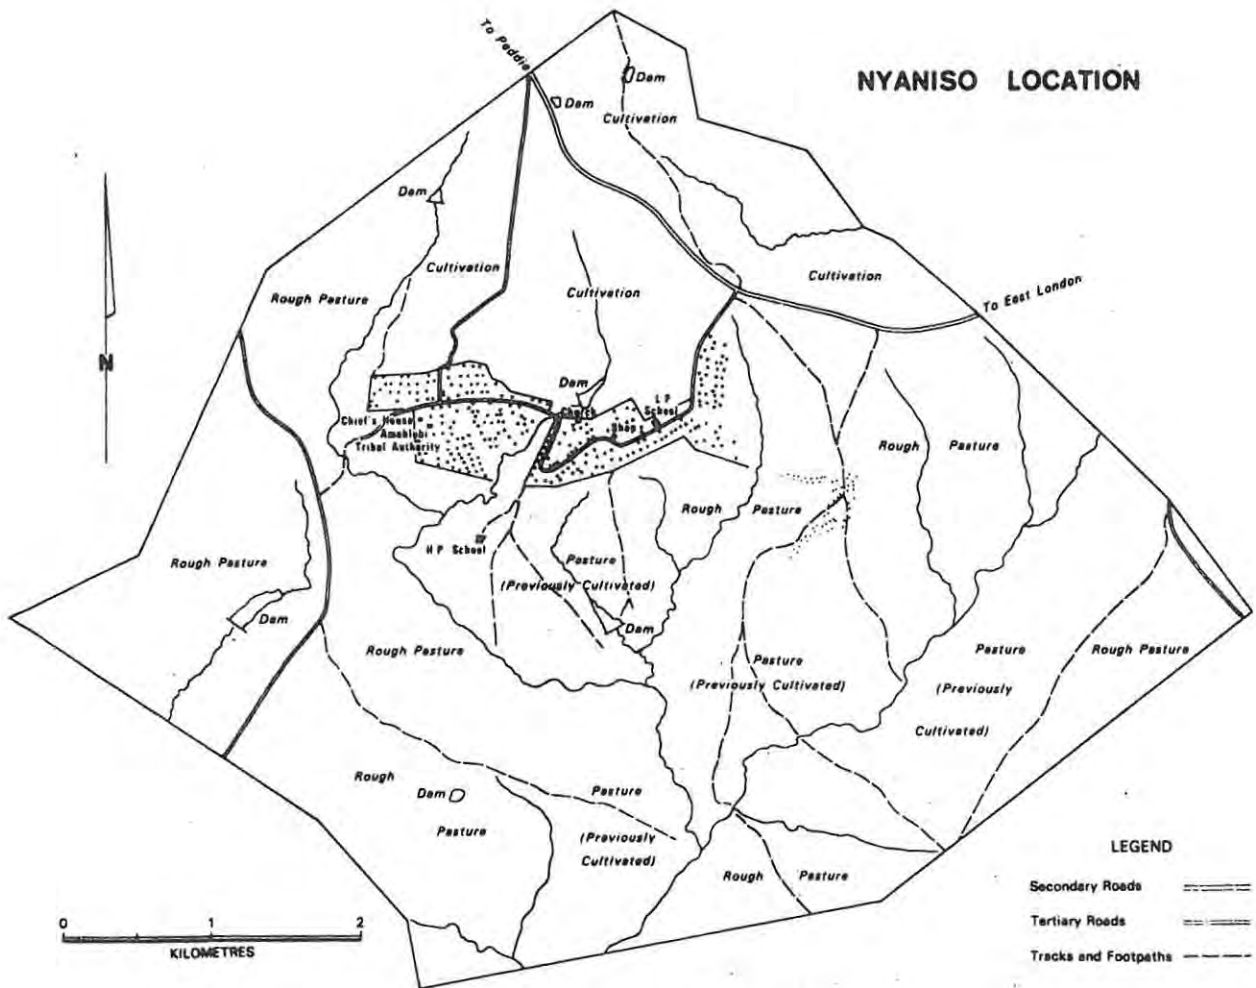 NYANISO LOCATION
To Peddie
Dam
Dam
Cultivation
Dam
Cultivation
Cultivation
Cultivation
Rough Pasture
To East London
N
Dam
Church
L P
School
Shop
Chief's House
Amahlubi
Tribal Authority
Rough Pasture
Rough Pasture
H P School
Pasture
(Previously Cultivated)
Rough Pasture
Dam
Dam
Rough Pasture
Pasture
(Previously Cultivated)
Pasture
(Previously
Cultivated)
Rough Pasture
Rough
Dam
Pasture
Pasture
(Previously
Cultivated)
Rough Pasture
LEGEND
Secondary Roads
Tertiary Roads
Tracks and Footpaths
0 1 2
KILOMETRES